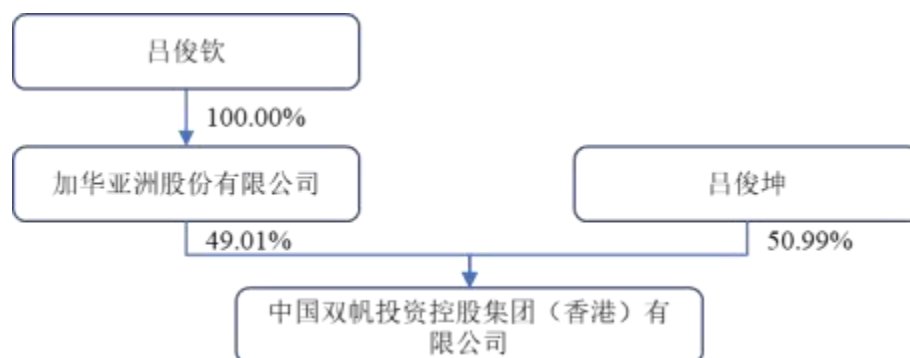 吕俊钦
100.00%
加华亚洲股份有限公司
吕俊坤
49.01%
50.99%
中国双帆投资控股集团（香港）有
限公司